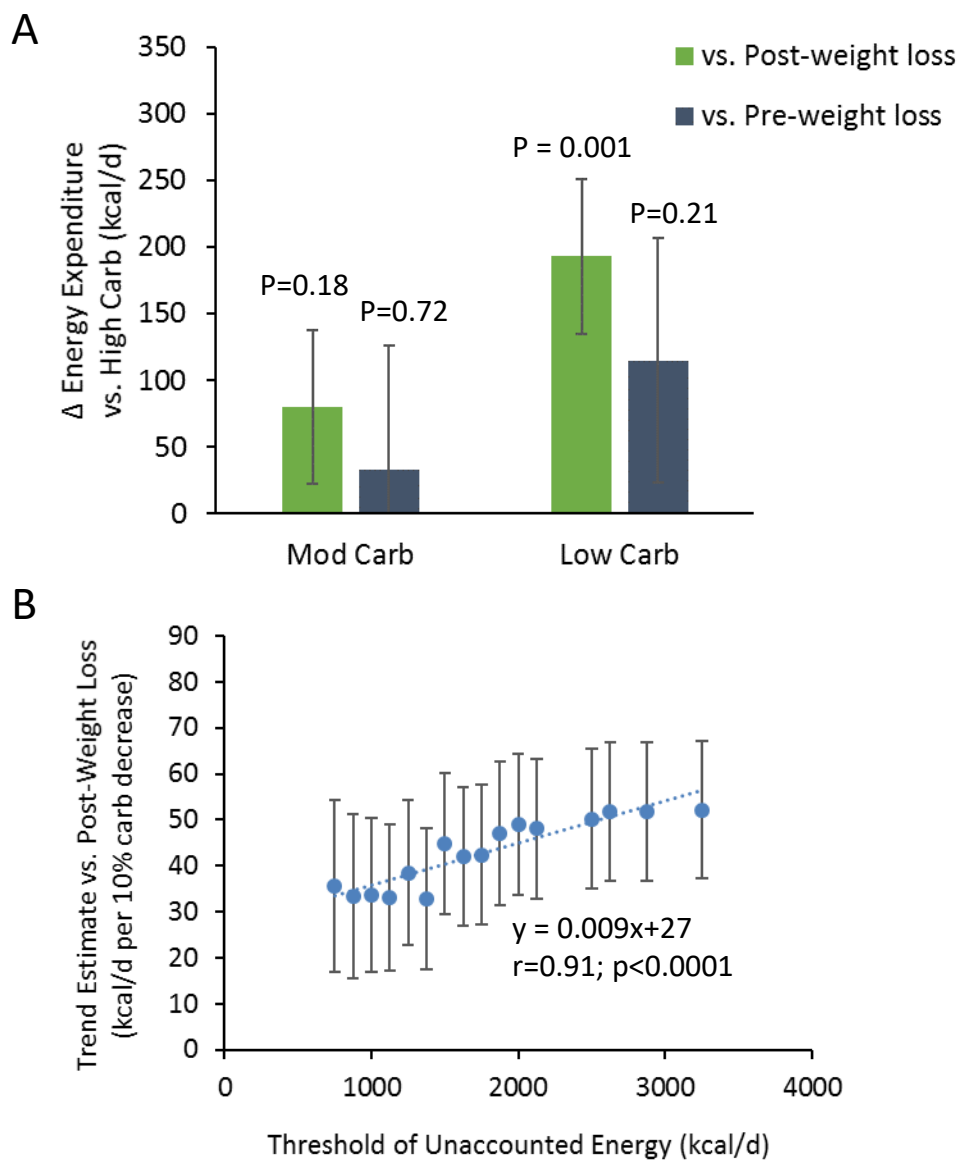 A
350
300
250
200
150
100
50
0
Δ Energy Expenditure
vs. High Carb (kcal/d)
vs. Post-weight loss
vs. Pre-weight loss
P = 0.001
P=0.21
P=0.18
P=0.72
Mod Carb
Low Carb
B
90
80
70
60
50
40
30
20
10
0
Trend Estimate vs. Post-Weight Loss
(kcal/d per 10% carb decrease)
y = 0.009x+27
r=0.91; p<0.0001
0
1000
2000
3000
4000
Threshold of Unaccounted Energy (kcal/d)